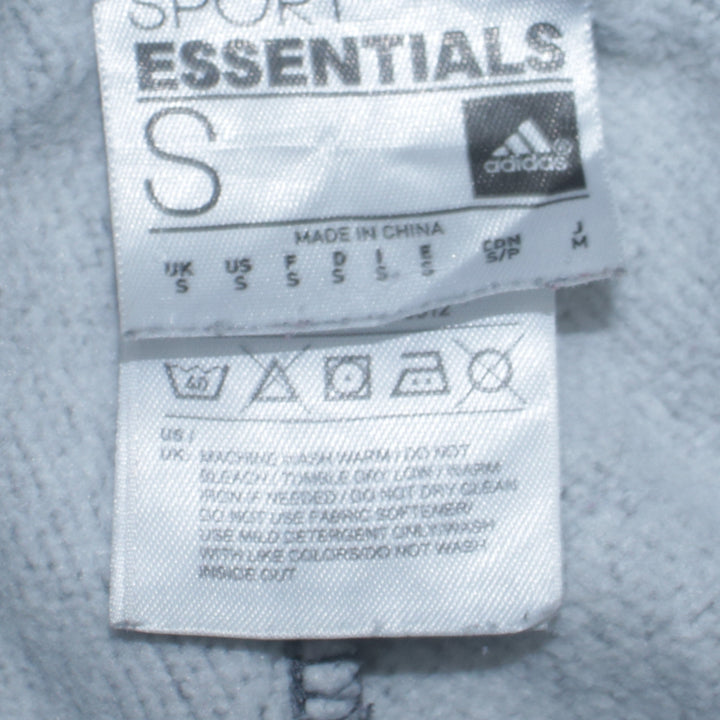 SPORT
ESSENTIALS
S
adidas®
MADE IN CHINA
UK US F D I E CDN J
S S S S S S S/P M
40
US /
UK: MACHINE WASH WARM / DO NOT
BLEACH / TUMBLE DRY LOW / WARM
IRON IF NEEDED / DO NOT DRY CLEAN
DO NOT USE FABRIC SOFTENER/
USE MILD DETERGENT ONLY/WASH
WITH LIKE COLORS/DO NOT WASH
INSIDE OUT